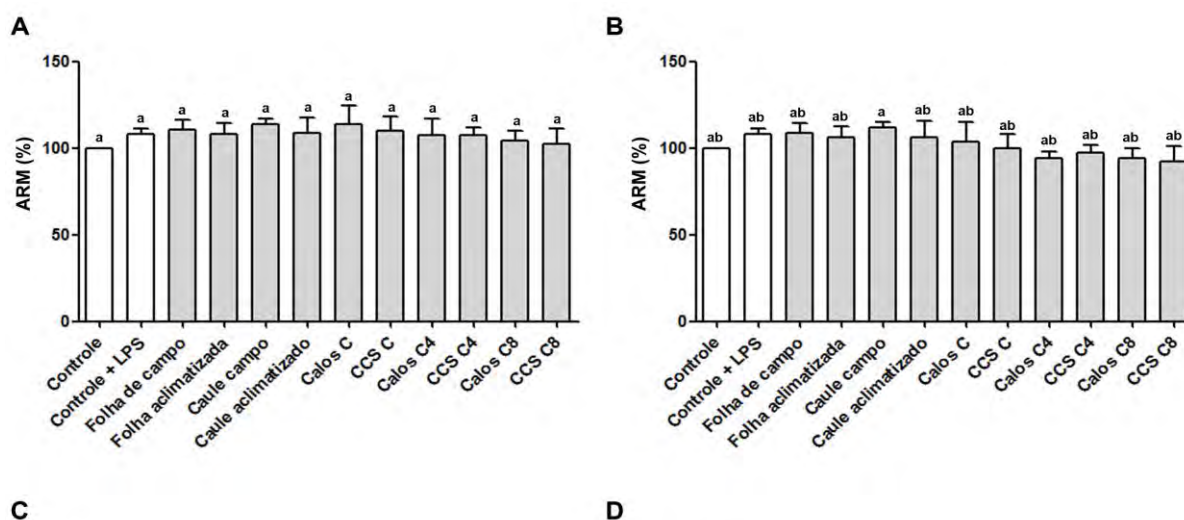 A
150
100
50
0
ARM (%)
a a a a a a a a a a a a
Controle
Controle + LPS
Folha de campo
Folha aclimatizada
Caule campo
Caule aclimatizado
Calos C
CCS C
Calos C4
CCS C4
Calos C8
CCS C8
B
150
100
50
0
ARM (%)
ab ab ab ab a ab ab ab ab ab ab ab
Controle
Controle + LPS
Folha de campo
Folha aclimatizada
Caule campo
Caule aclimatizado
Calos C
CCS C
Calos C4
CCS C4
Calos C8
CCS C8
C
D